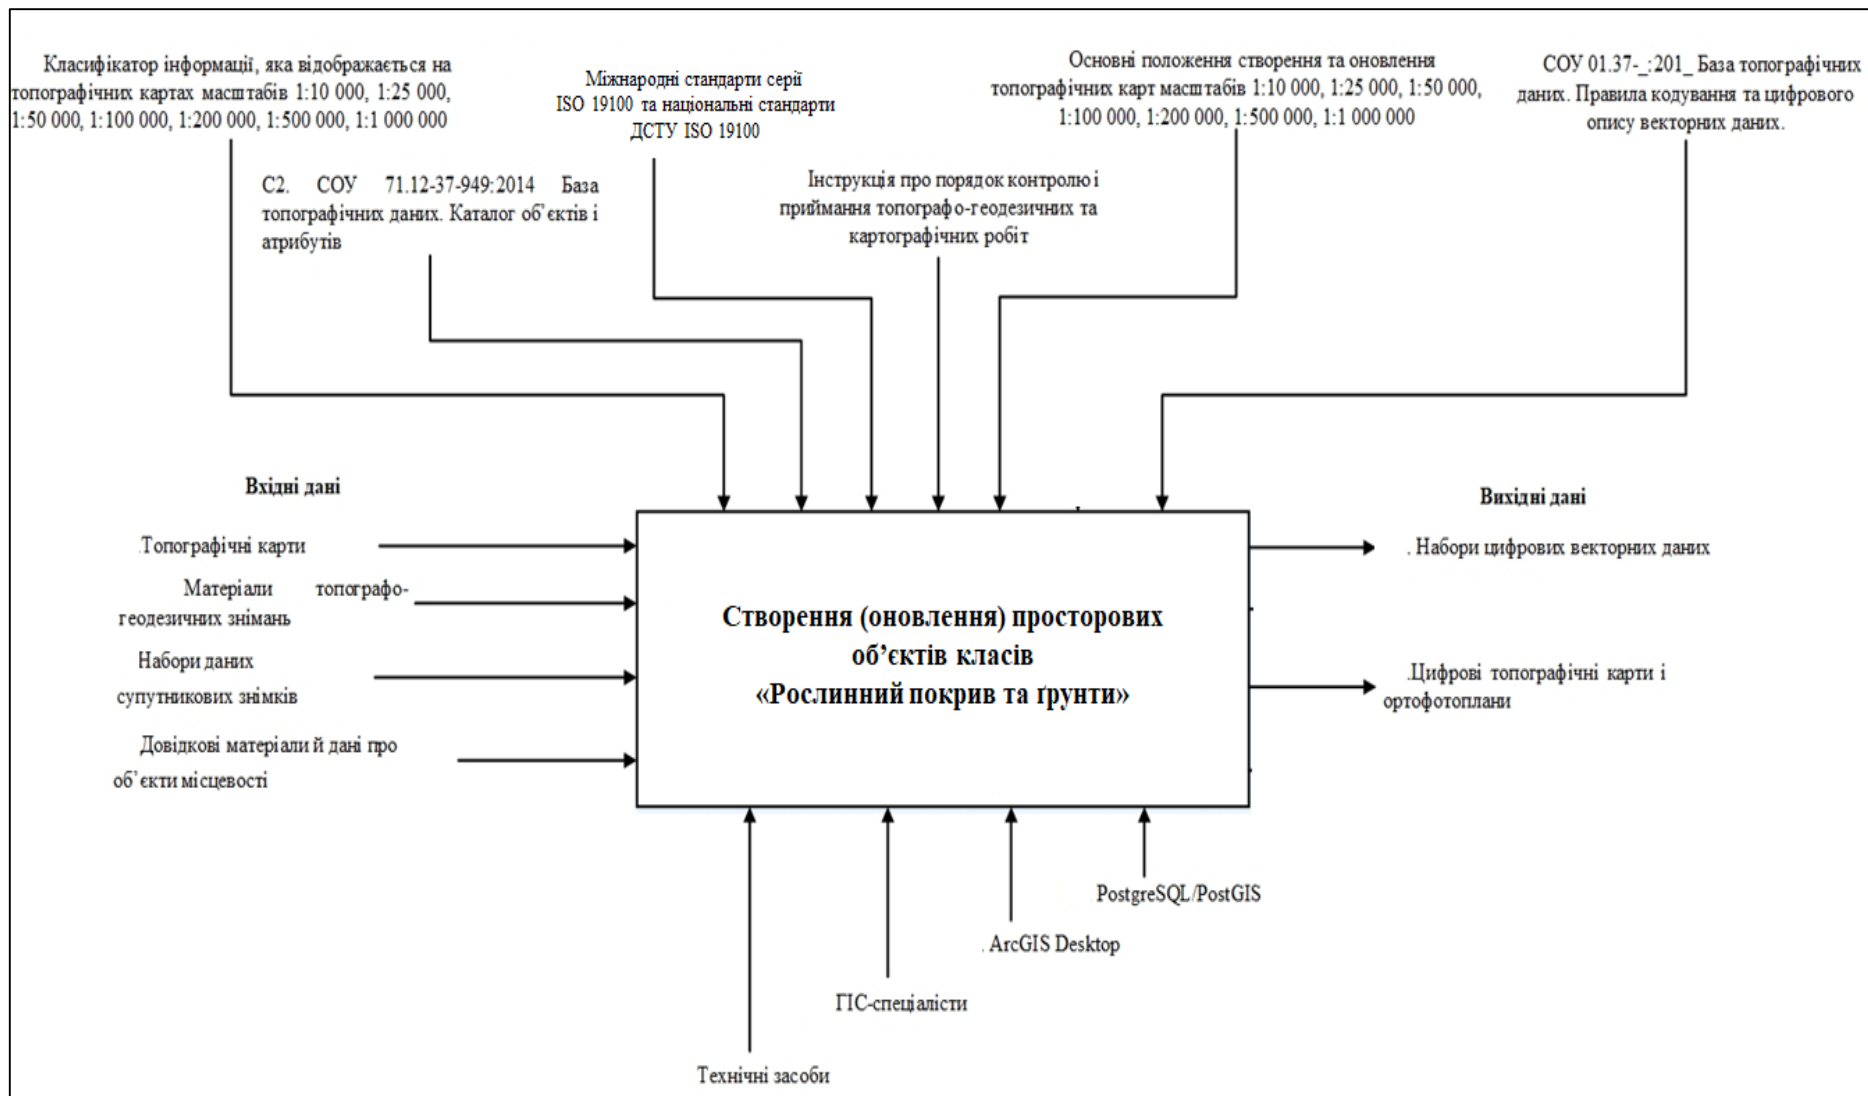 Класифікатор інформації, яка відображається на
топографічних картах масштабів 1:10 000, 1:25 000,
1:50 000, 1:100 000, 1:200 000, 1:500 000, 1:1 000 000
С2. СОУ 71.12-37-949:2014 База
топографічних даних. Каталог об’єктів і
атрибутів
Міжнародні стандарти серії
ISO 19100 та національні стандарти
ДСТУ ISO 19100
Інструкція про порядок контролю і
приймання топографо-геодезичних та
картографічних робіт
Основні положення створення та оновлення
топографічних карт масштабів 1:10 000, 1:25 000, 1:50 000,
1:100 000, 1:200 000, 1:500 000, 1:1 000 000
СОУ 01.37-_:201_ База топографічних
даних. Правила кодування та цифрового
опису векторних даних.
Вхідні дані
.Топографічні карти
Матеріали топографо-
геодезичних знімань
Набори даних
супутникових знімків
Довідкові матеріали й дані про
об’єкти місцевості
Створення (оновлення) просторових
об’єктів класів
«Рослинний покрив та ґрунти»
Вихідні дані
. Набори цифрових векторних даних
.Цифрові топографічні карти і
ортофотоплани
PostgreSQL/PostGIS
. ArcGIS Desktop
ГІС-спеціалісти
Технічні засоби